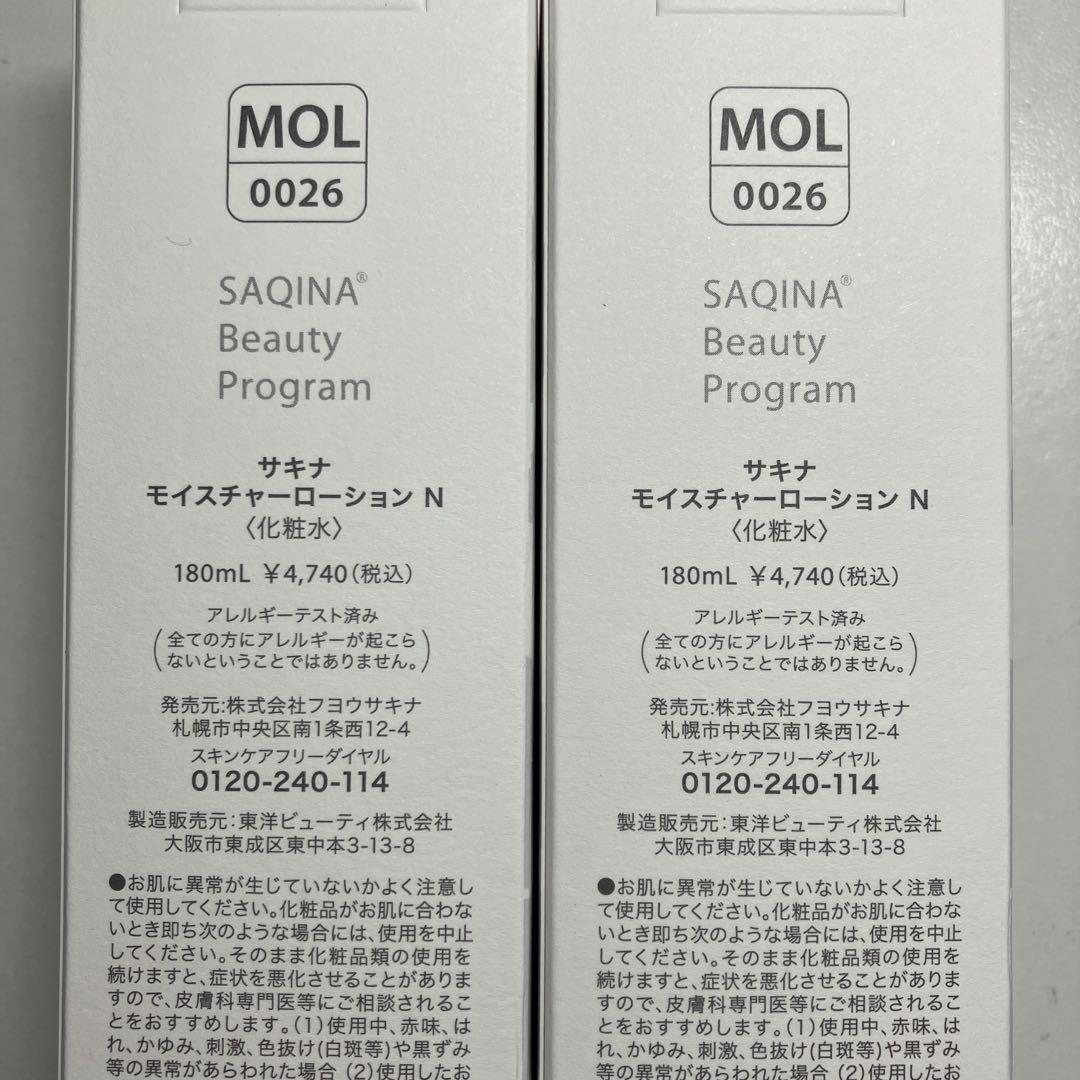 MOL
0026
SAQINA®
Beauty
Program
サキナ
モイスチャーローション N
〈化粧水〉
180mL ￥4,740(税込)
アレルギーテスト済み
(全ての方にアレルギーが起こら
ないということではありません。)
発売元:株式会社フヨウサキナ
札幌市中央区南1条西12-4
スキンケアフリーダイヤル
0120-240-114
製造販売元:東洋ビューティ株式会社
大阪市東成区東中本3-13-8
●お肌に異常が生じていないかよく注意し
て使用してください。化粧品がお肌に合わな
いとき即ち次のような場合には、使用を中止
してください。そのまま化粧品類の使用を
続けますと、症状を悪化させることがありま
すので、皮膚科専門医等にご相談されるこ
とをおすすめします。(1)使用中、赤味、は
れ、かゆみ、刺激、色抜け(白斑等)や黒ずみ
等の異常があらわれた場合 (2)使用したお
MOL
0026
SAQINA®
Beauty
Program
サキナ
モイスチャーローション N
〈化粧水〉
180mL ￥4,740(税込)
アレルギーテスト済み
(全ての方にアレルギーが起こら
ないということではありません。)
発売元:株式会社フヨウサキナ
札幌市中央区南1条西12-4
スキンケアフリーダイヤル
0120-240-114
製造販売元:東洋ビューティ株式会社
大阪市東成区東中本3-13-8
●お肌に異常が生じていないかよく注意し
て使用してください。化粧品がお肌に合わな
いとき即ち次のような場合には、使用を中止
してください。そのまま化粧品類の使用を
続けますと、症状を悪化させることがありま
すので、皮膚科専門医等にご相談されるこ
とをおすすめします。(1)使用中、赤味、は
れ、かゆみ、刺激、色抜け(白斑等)や黒ずみ
等の異常があらわれた場合 (2)使用したお